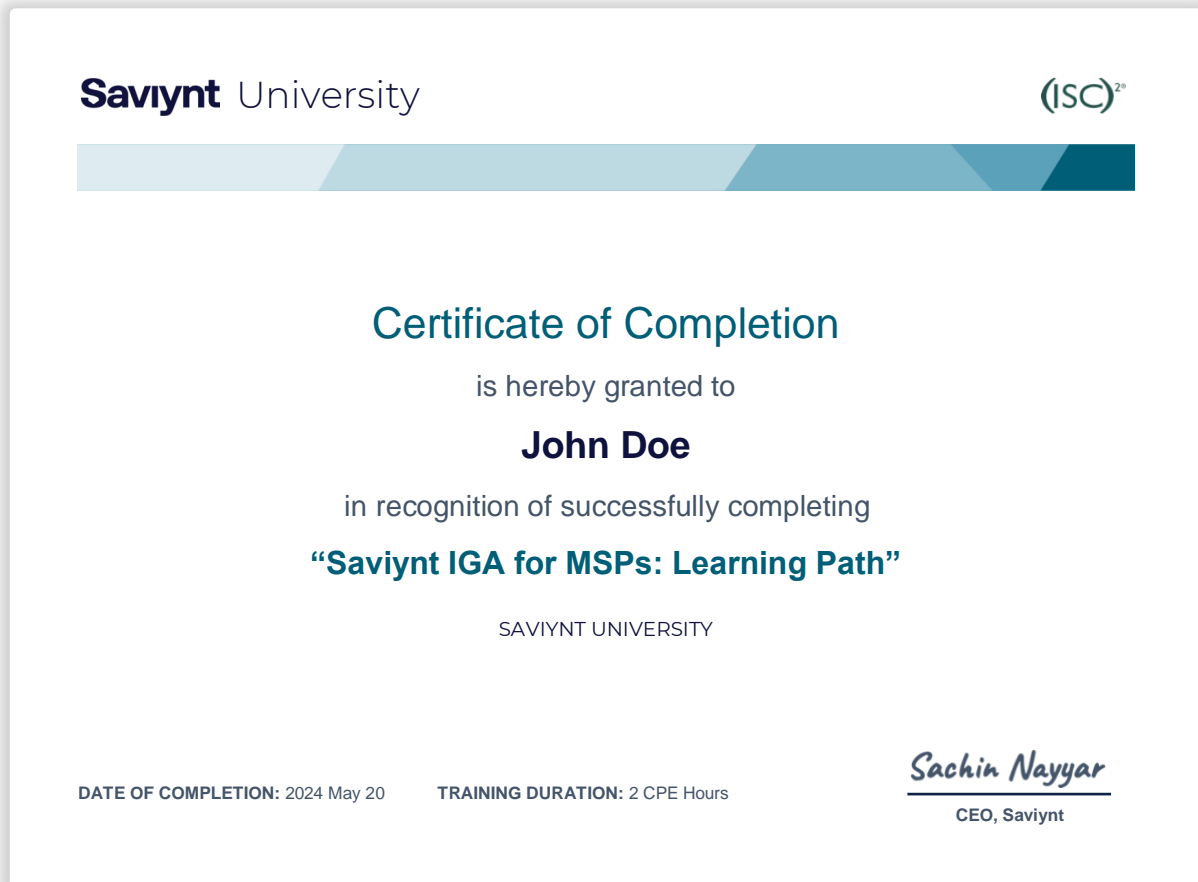 Saviynt University
(ISC)²®
Certificate of Completion
is hereby granted to
John Doe
in recognition of successfully completing
“Saviynt IGA for MSPs: Learning Path”
SAVIYNT UNIVERSITY
Sachin Nayyar
DATE OF COMPLETION: 2024 May 20 TRAINING DURATION: 2 CPE Hours
CEO, Saviynt